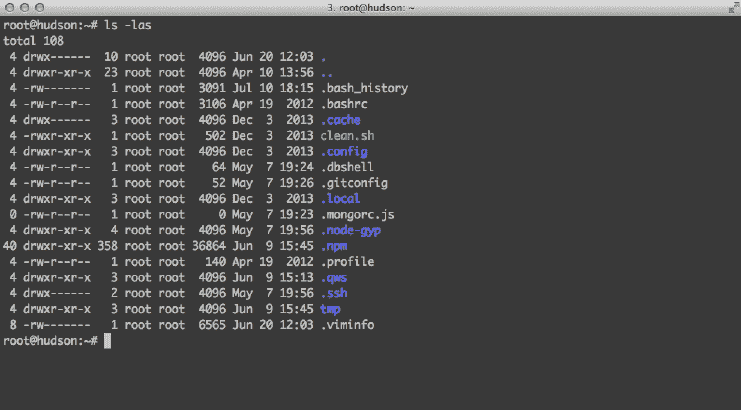 3. root@hudson: ~
root@hudson:~# ls -las
total 108
 4 drwx------  10 root root  4096 Jun 20 12:03 .
 4 drwxr-xr-x  23 root root  4096 Apr 10 13:56 ..
 4 -rw-------   1 root root  3091 Jul 10 18:15 .bash_history
 4 -rw-r--r--   1 root root  3106 Apr 19  2012 .bashrc
 4 drwx------   3 root root  4096 Dec  3  2013 .cache
 4 -rwxr-xr-x   1 root root   502 Dec  3  2013 clean.sh
 4 drwxr-xr-x   3 root root  4096 Dec  3  2013 .config
 4 -rw-r--r--   1 root root    64 May  7 19:24 .dbshell
 4 -rw-r--r--   1 root root    52 May  7 19:26 .gitconfig
 4 drwxr-xr-x   3 root root  4096 Dec  3  2013 .local
 0 -rw-r--r--   1 root root     0 May  7 19:23 .mongorc.js
 4 drwxr-xr-x   4 root root  4096 May  7 19:56 .node-gyp
40 drwxr-xr-x 358 root root 36864 Jun  9 15:45 .npm
 4 -rw-r--r--   1 root root   140 Apr 19  2012 .profile
 4 drwxr-xr-x   3 root root  4096 Jun  9 15:13 .qws
 4 drwx------   2 root root  4096 May  7 19:56 .ssh
 4 drwxr-xr-x   3 root root  4096 Jun  9 15:45 tmp
 8 -rw-------   1 root root  6565 Jun 20 12:03 .viminfo
root@hudson:~#